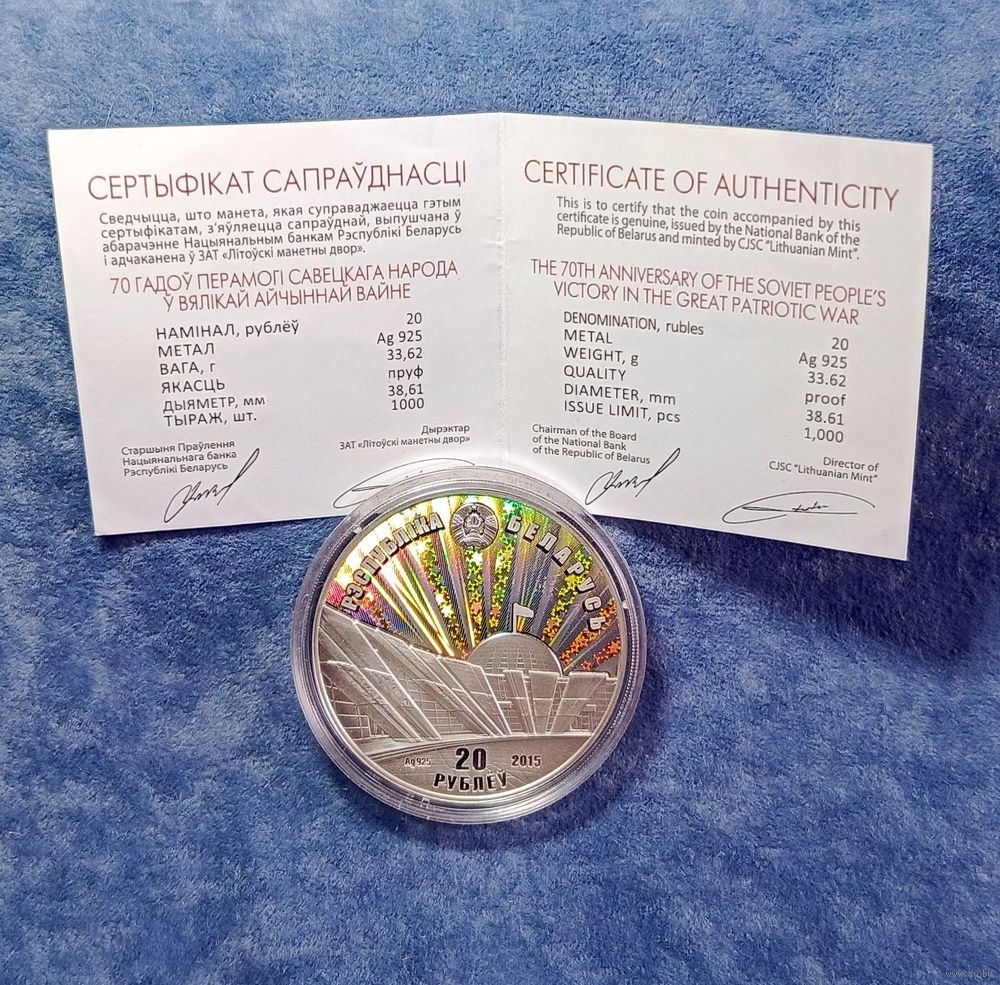 СЕРТЫФІКАТ САПРАЎДНАСЦІ
Сведчыцца, што манета, якая суправаджаецца гэтым
сертыфікатам, з'яўляецца сапраўднай, выпушчана ў
абарачэнне Нацыянальным банкам Рэспублікі Беларусь
і адчаканена ў ЗАТ «Літоўскі манетны двор».
70 ГАДОЎ ПЕРАМОГІ САВЕЦКАГА НАРОДА
Ў ВЯЛІКАЙ АЙЧЫННАЙ ВАЙНЕ
НАМІНАЛ, рублёў 20
МЕТАЛ Ag 925
ВАГА, г 33,62
ЯКАСЦЬ пруф
ДЫЯМЕТР, мм 38,61
ТЫРАЖ, шт. 1000
Старшыня Праўлення
Нацыянальнага банка
Рэспублікі Беларусь
Дырэктар
ЗАТ «Літоўскі манетны двор»
CERTIFICATE OF AUTHENTICITY
This is to certify that the coin accompanied by this
certificate is genuine, issued by the National Bank of the
Republic of Belarus and minted by CJSC "Lithuanian Mint".
THE 70TH ANNIVERSARY OF THE SOVIET PEOPLE'S
VICTORY IN THE GREAT PATRIOTIC WAR
DENOMINATION, rubles 20
METAL Ag 925
WEIGHT, g 33.62
QUALITY proof
DIAMETER, mm 38.61
ISSUE LIMIT, pcs 1,000
Chairman of the Board
of the National Bank
of the Republic of Belarus
Director of
CJSC "Lithuanian Mint"
РЭСПУБЛІКА БЕЛАРУСЬ
Ag 925 20 2015
РУБЛЁЎ
www.ay.by